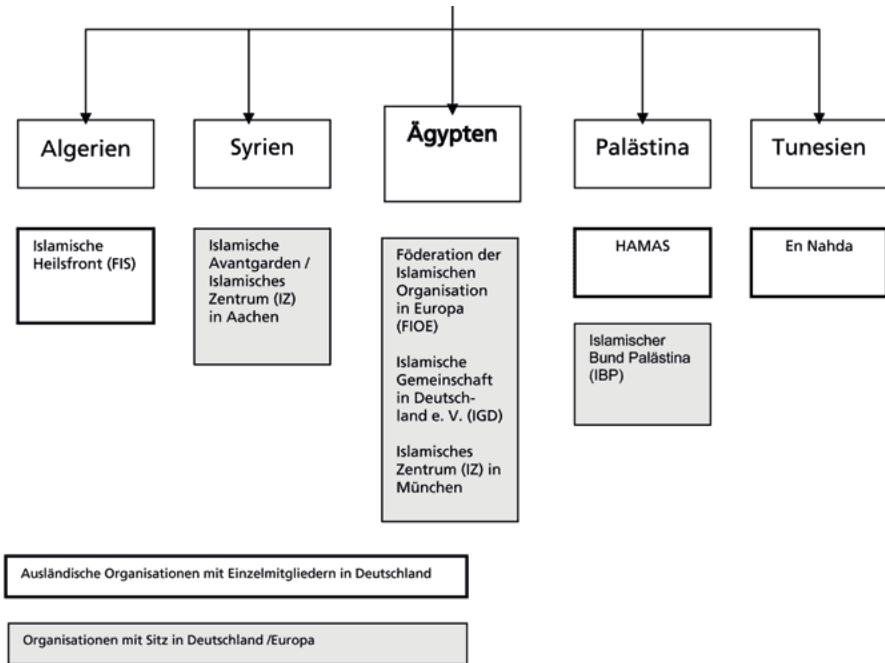 Algerien
Syrien
Ägypten
Palästina
Tunesien
Islamische
Heilsfront (FIS)
Islamische
Avantgarden /
Islamisches
Zentrum (IZ)
in Aachen
Föderation der
Islamischen
Organisation
in Europa
(FIOE)
Islamische
Gemeinschaft
in Deutsch-
land e. V. (IGD)
Islamisches
Zentrum (IZ) in
München
HAMAS
Islamischer
Bund Palästina
(IBP)
En Nahda
Ausländische Organisationen mit Einzelmitgliedern in Deutschland
Organisationen mit Sitz in Deutschland /Europa